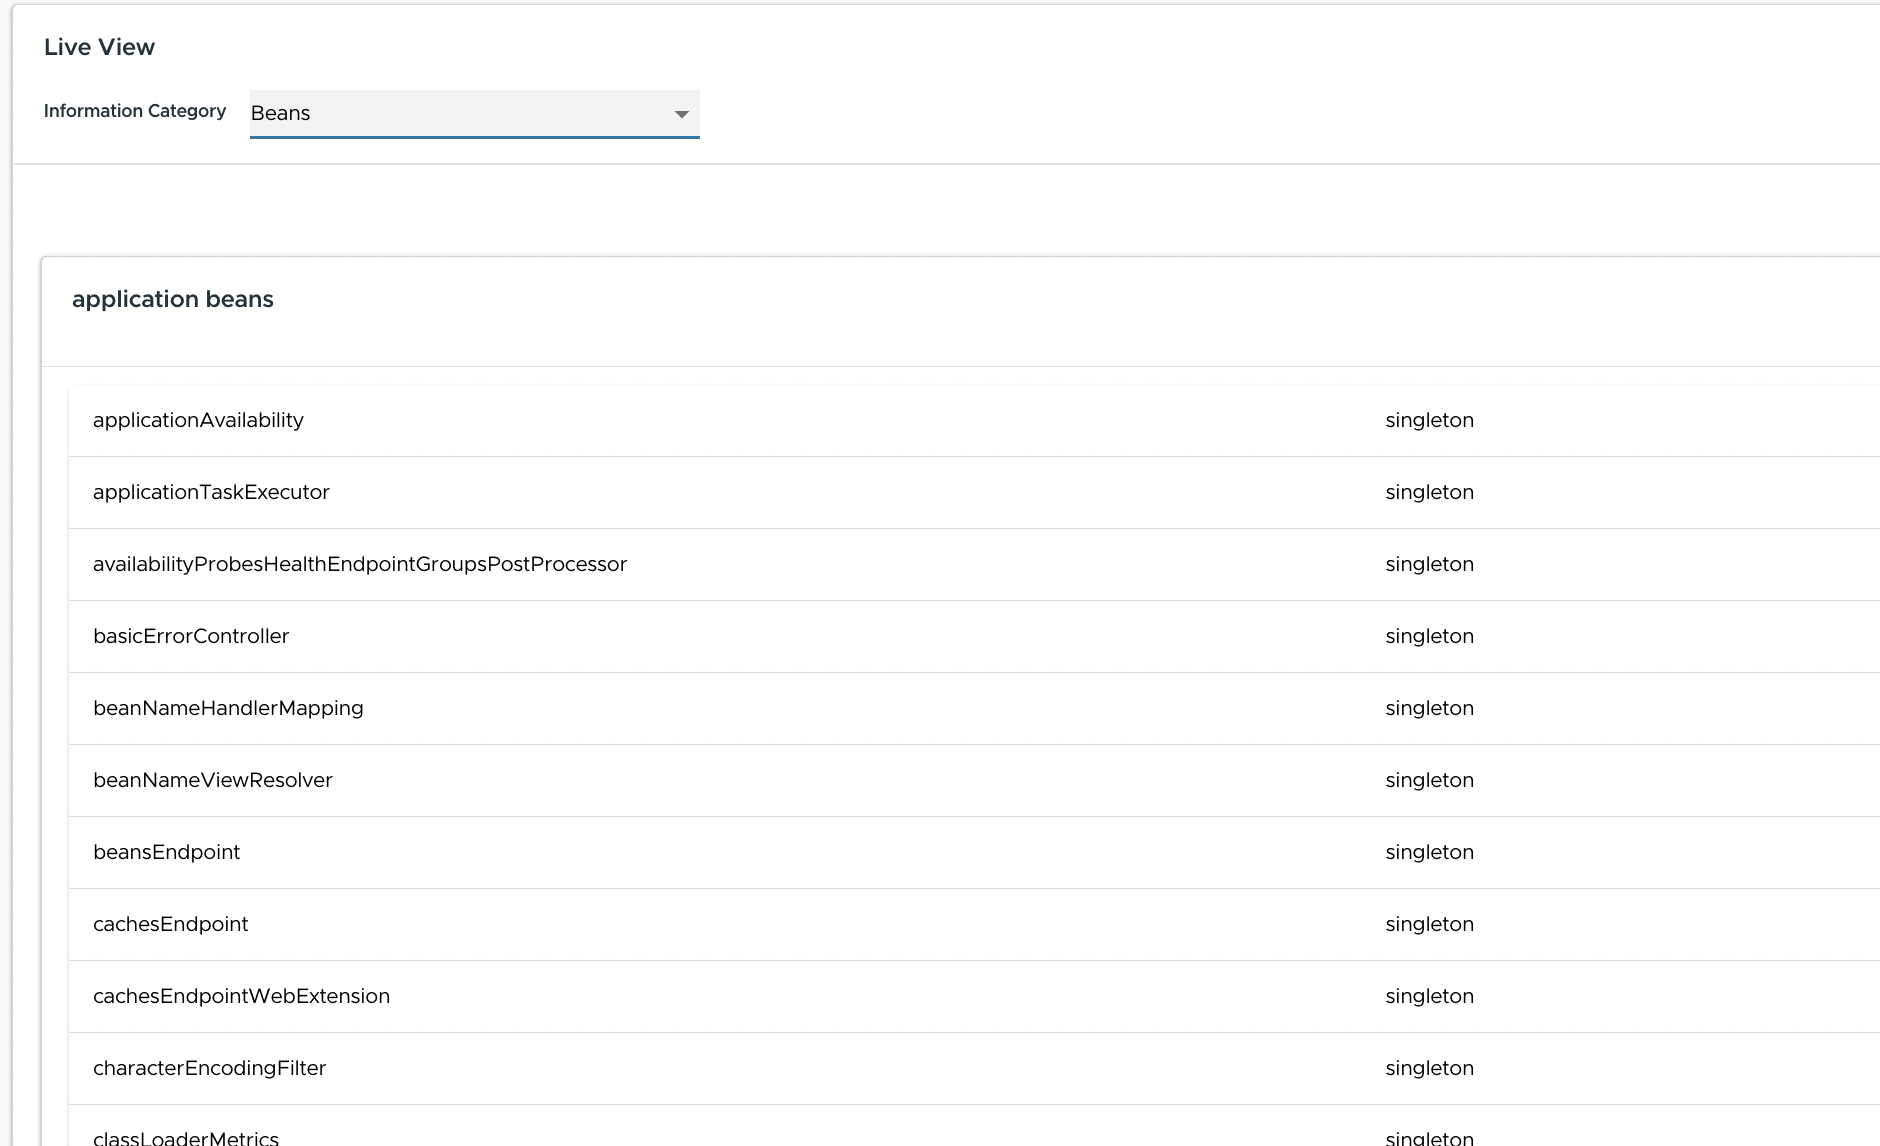 Live View
Information Category Beans
application beans
applicationAvailability singleton
applicationTaskExecutor singleton
availabilityProbesHealthEndpointGroupsPostProcessor singleton
basicErrorController singleton
beanNameHandlerMapping singleton
beanNameViewResolver singleton
beansEndpoint singleton
cachesEndpoint singleton
cachesEndpointWebExtension singleton
characterEncodingFilter singleton
classLoaderMetrics singleton